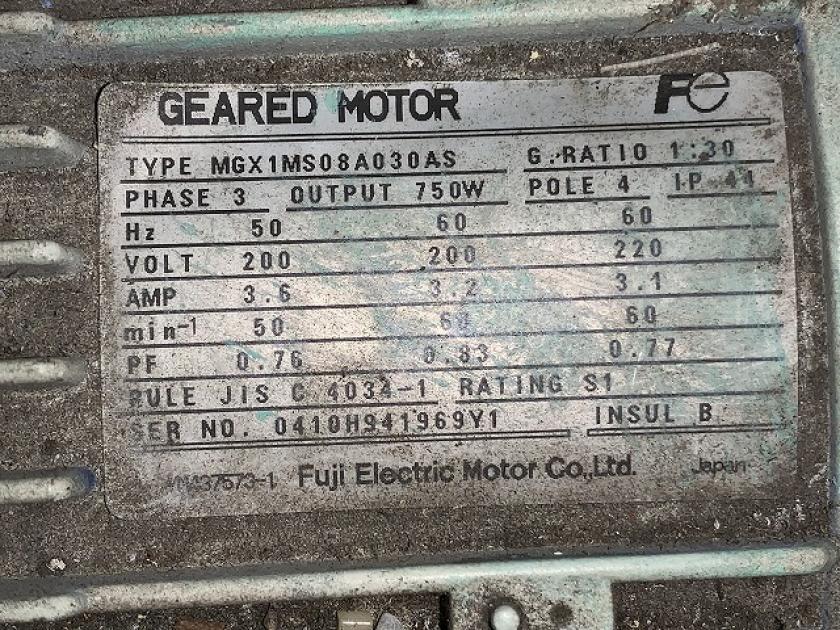 GEARED MOTOR Fe
TYPE MGX1MS08A030AS G.RATIO 1:30
PHASE 3 OUTPUT 750W POLE 4 IP 44
Hz 50 60 60
VOLT 200 200 220
AMP 3.6 3.2 3.1
min-1 50 60 60
PF 0.76 0.83 0.77
RULE JIS C 4034-1 RATING S1
SER NO. 0410H941969Y1 INSUL B
Fuji Electric Motor Co.,Ltd. Japan